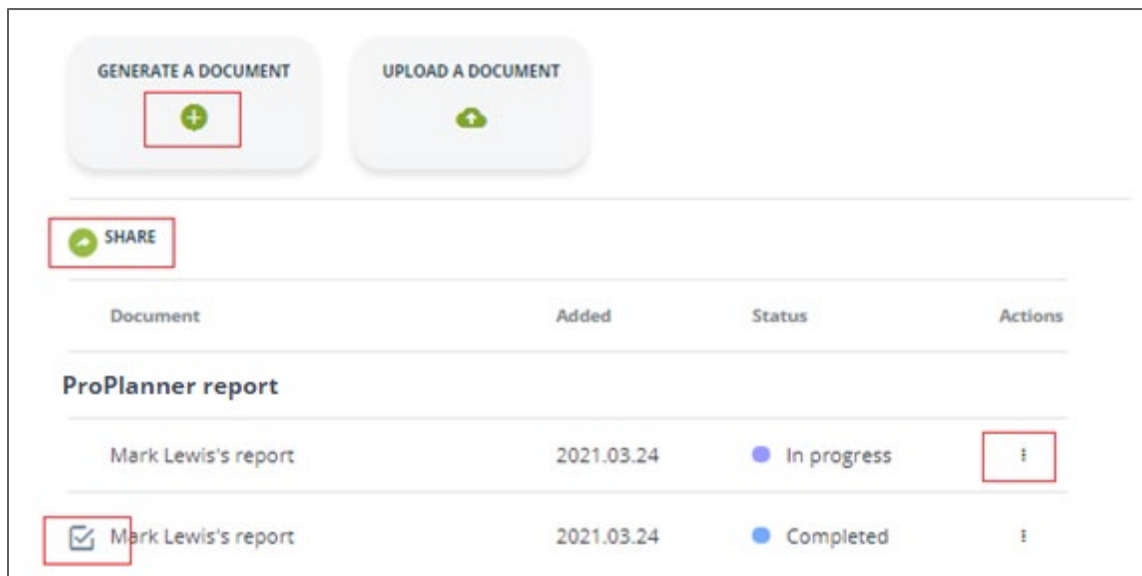 GENERATE A DOCUMENT
UPLOAD A DOCUMENT
SHARE
Document Added Status Actions
ProPlanner report
Mark Lewis's report 2021.03.24 In progress
Mark Lewis's report 2021.03.24 Completed